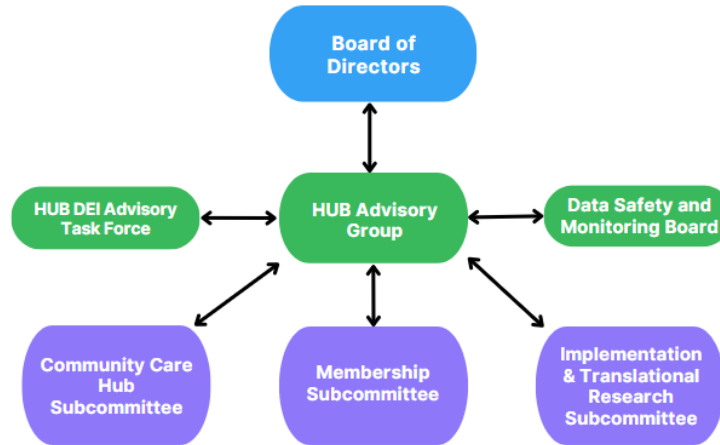 Board of
Directors
HUB DEI Advisory
Task Force
HUB Advisory
Group
Data Safety and
Monitoring Board
Community Care
Hub
Subcommittee
Membership
Subcommittee
Implementation
& Translational
Research
Subcommittee